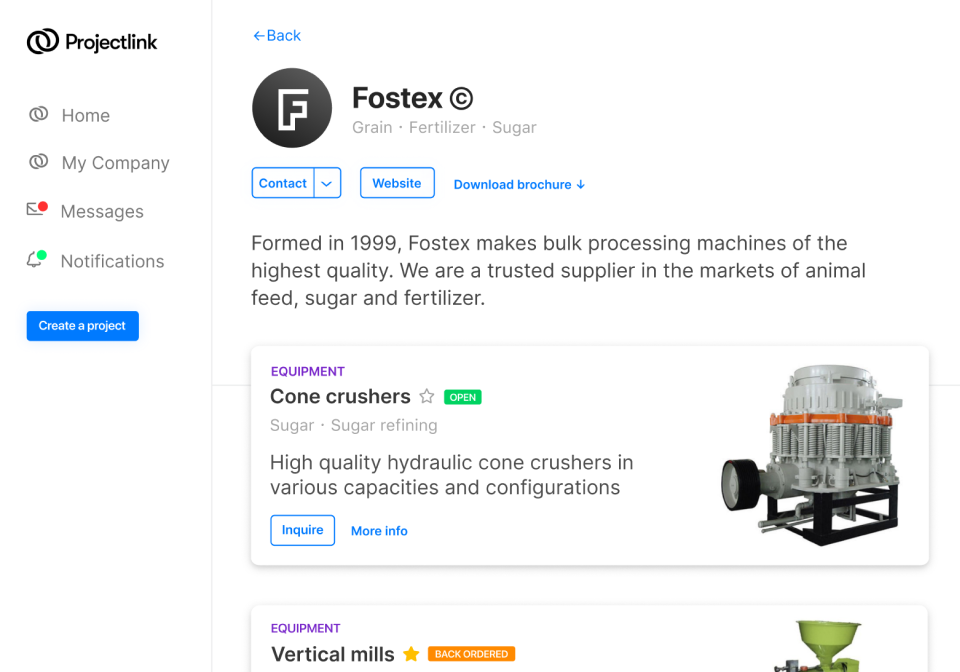 Projectlink
Home
My Company
Messages
Notifications
Create a project
←Back
F
Fostex ©
Grain · Fertilizer · Sugar
Contact
Website
Download brochure ↓
Formed in 1999, Fostex makes bulk processing machines of the
highest quality. We are a trusted supplier in the markets of animal
feed, sugar and fertilizer.
EQUIPMENT
Cone crushers
OPEN
Sugar · Sugar refining
High quality hydraulic cone crushers in
various capacities and configurations
Inquire
More info
EQUIPMENT
Vertical mills
BACK ORDERED